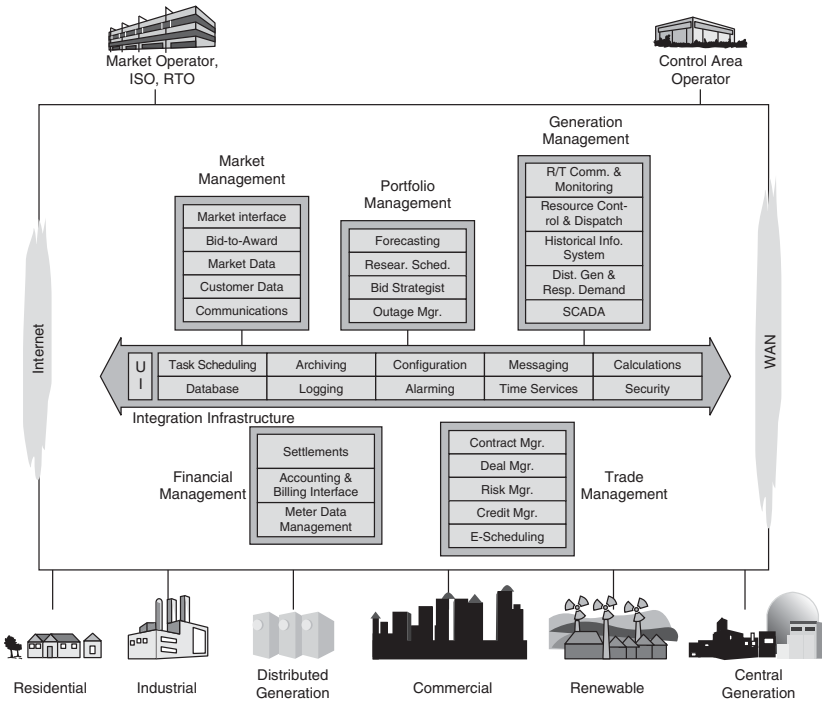 Market Operator,
ISO, RTO
Control Area
Operator
Generation
Management
R/T Comm. &
Monitoring
Resource Cont-
rol & Dispatch
Historical Info.
System
Dist. Gen &
Resp. Demand
SCADA
Market
Management
Market interface
Bid-to-Award
Market Data
Customer Data
Communications
Portfolio
Management
Forecasting
Resear. Sched.
Bid Strategist
Outage Mgr.
Internet
WAN
U
I
Task Scheduling
Archiving
Configuration
Messaging
Calculations
Database
Logging
Alarming
Time Services
Security
Integration Infrastructure
Financial
Management
Settlements
Accounting &
Billing Interface
Meter Data
Management
Contract Mgr.
Deal Mgr.
Risk Mgr.
Credit Mgr.
E-Scheduling
Trade
Management
Residential
Industrial
Distributed
Generation
Commercial
Renewable
Central
Generation